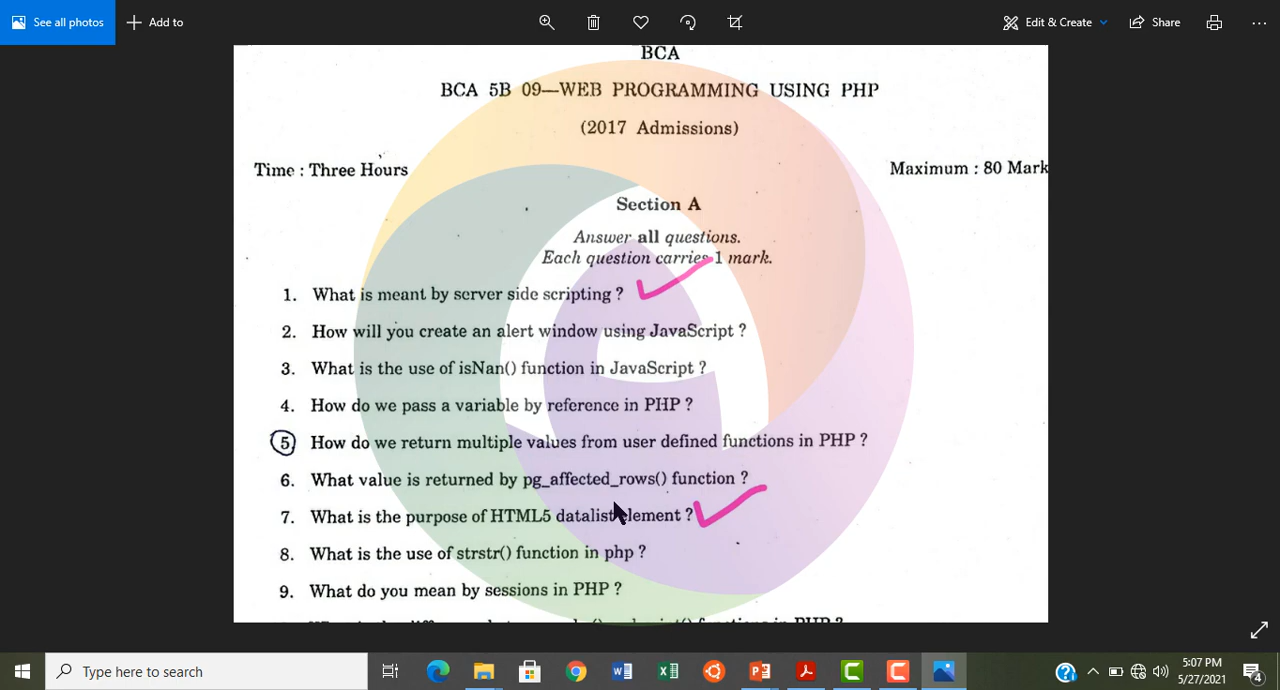 See all photos
Add to
Edit & Create
Share
BCA
BCA 5B 09—WEB PROGRAMMING USING PHP
(2017 Admissions)
Time : Three Hours
Maximum : 80 Mark
Section A
Answer all questions.
Each question carries 1 mark.
1. What is meant by server side scripting ?
2. How will you create an alert window using JavaScript ?
3. What is the use of isNan() function in JavaScript ?
4. How do we pass a variable by reference in PHP ?
5 How do we return multiple values from user defined functions in PHP ?
6. What value is returned by pg_affected_rows() function ?
7. What is the purpose of HTML5 datalist element ?
8. What is the use of strstr() function in php ?
9. What do you mean by sessions in PHP ?
Type here to search
5:07 PM
5/27/2021
4